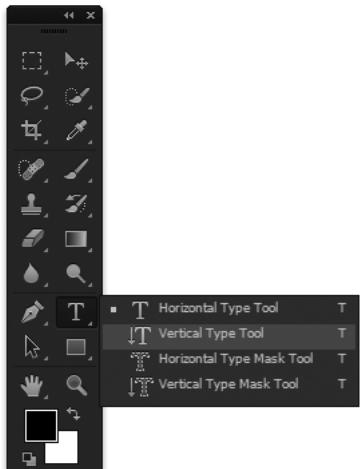 Horizontal Type Tool T
Vertical Type Tool T
Horizontal Type Mask Tool T
Vertical Type Mask Tool T